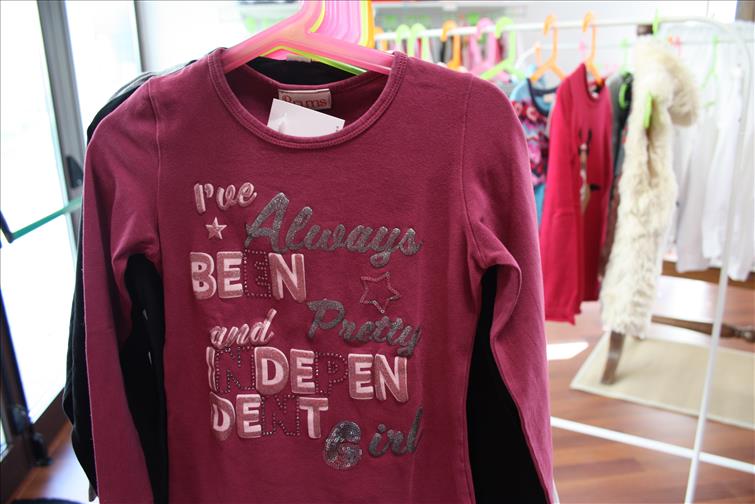 I've
Always
BEEN
and Pretty
INDEPEN
DENT Girl